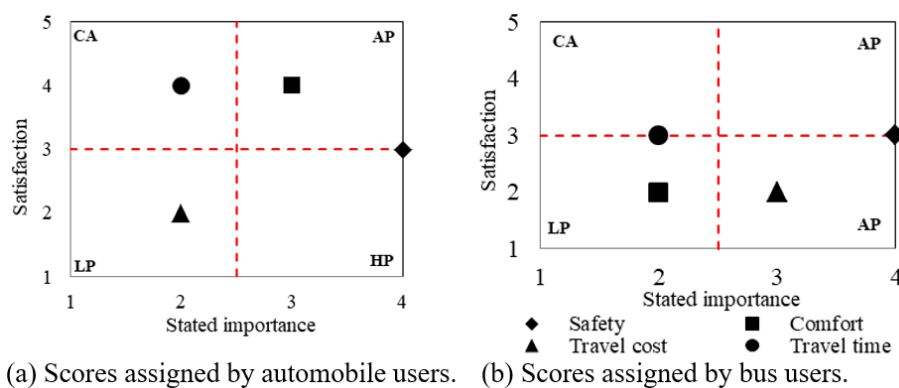 5
CA
AP
4
3
2
LP
HP
1
1
2
3
4
Satisfaction
Stated importance
5
CA
AP
4
3
2
LP
AP
1
1
2
3
4
Satisfaction
Stated importance
Safety
Comfort
Travel cost
Travel time
(a) Scores assigned by automobile users.
(b) Scores assigned by bus users.